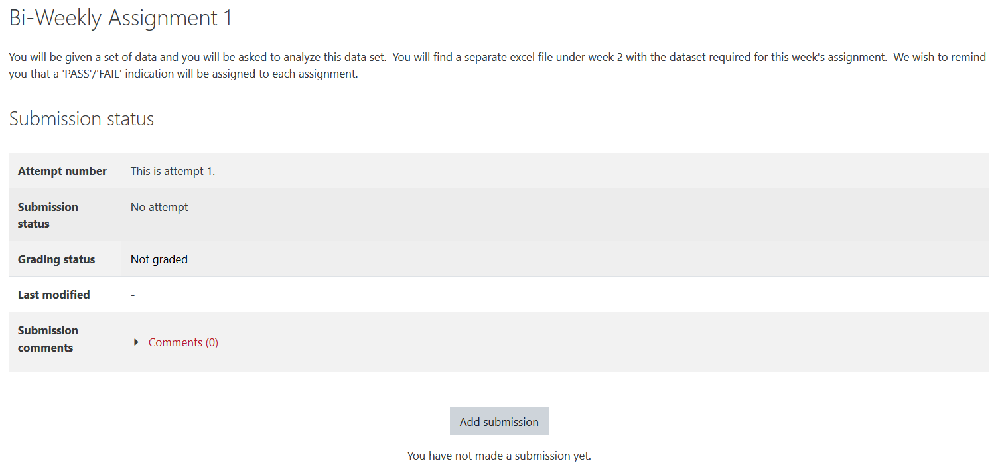 Bi-Weekly Assignment 1
You will be given a set of data and you will be asked to analyze this data set.  You will find a separate excel file under week 2 with the dataset required for this week's assignment.  We wish to remind
you that a 'PASS'/'FAIL' indication will be assigned to each assignment.
Submission status
Attempt number This is attempt 1.
Submission No attempt
status
Grading status Not graded
Last modified -
Submission
comments
Comments (0)
Add submission
You have not made a submission yet.